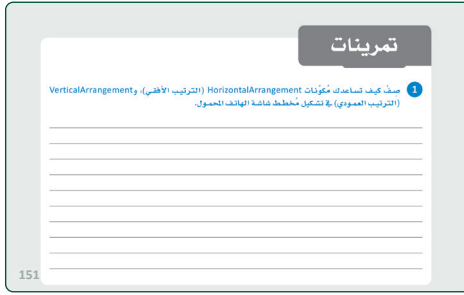 تمرينات
1 صِفْ كيف تساعدك مُكوّنات HorizontalArrangement (الترتيب الأفقي)، وVerticalArrangement
(الترتيب العمودي) في تشكيل مُخطط شاشة الهاتف المحمول.
151